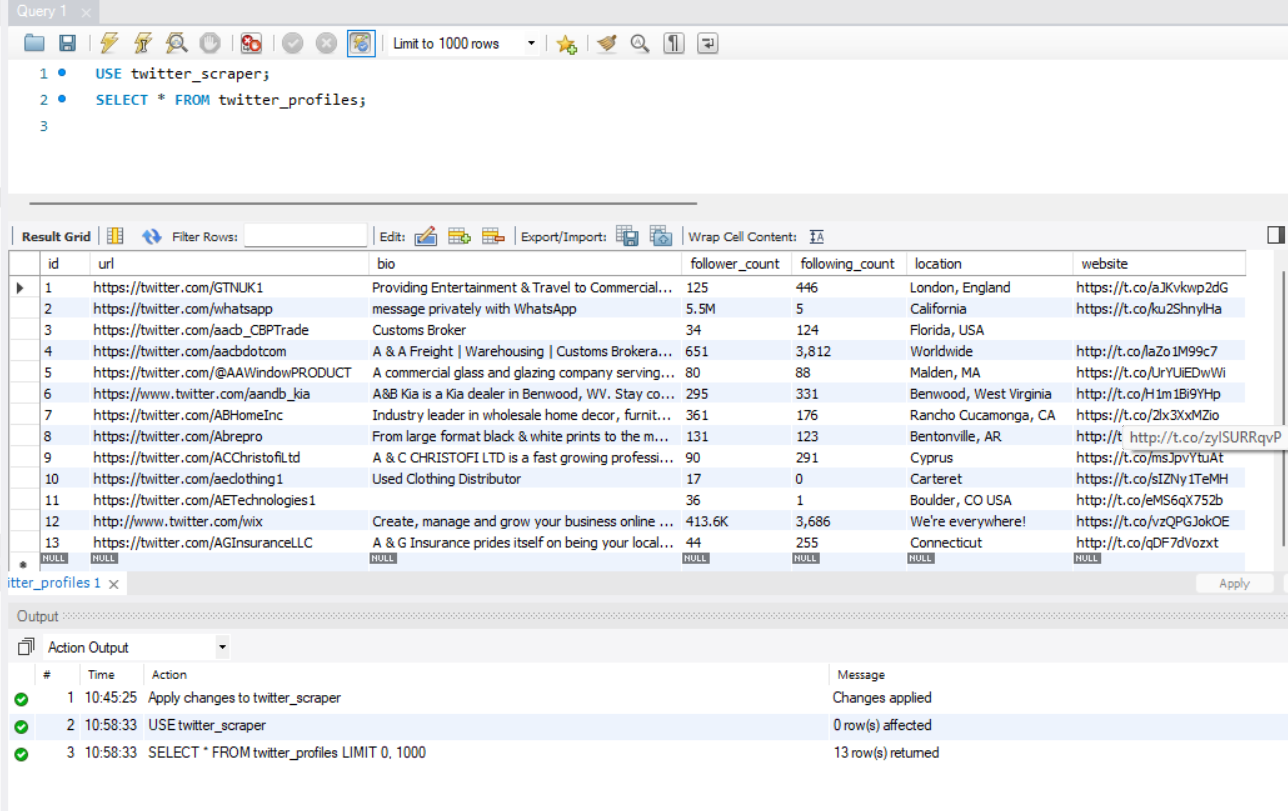 Query 1
Limit to 1000 rows
1 USE twitter_scraper;
2 SELECT * FROM twitter_profiles;
3
Result Grid Filter Rows: Edit: Export/Import: Wrap Cell Content:
id url bio follower_count following_count location website
1 https://twitter.com/GTNUK1 Providing Entertainment & Travel to Commercial... 125 446 London, England https://t.co/aJKvkwp2dG
2 https://twitter.com/whatsapp message privately with WhatsApp 5.5M 5 California https://t.co/ku2ShnylHa
3 https://twitter.com/aacb_CBPTrade Customs Broker 34 124 Florida, USA
4 https://twitter.com/aacbdotcom A & A Freight | Warehousing | Customs Brokera... 651 3,812 Worldwide http://t.co/laZo1M99c7
5 https://twitter.com/@AAWindowPRODUCT A commercial glass and glazing company serving... 80 88 Malden, MA https://t.co/UrYUiEDwWi
6 https://www.twitter.com/aandb_kia A&B Kia is a Kia dealer in Benwood, WV. Stay co... 295 331 Benwood, West Virginia https://t.co/H1m1Bi9YHp
7 https://twitter.com/ABHomeInc Industry leader in wholesale home decor, furnit... 361 176 Rancho Cucamonga, CA https://t.co/2lx3XxMZio
8 https://twitter.com/Abrepro From large format black & white prints to the m... 131 123 Bentonville, AR http://t http://t.co/zylSURRqvP
9 https://twitter.com/ACChristofiLtd A & C CHRISTOFI LTD is a fast growing professi... 90 291 Cyprus https://t.co/msJpvYtuAt
10 https://twitter.com/aeclothing1 Used Clothing Distributor 17 0 Carteret https://t.co/sIZNy1TeMH
11 https://twitter.com/AETechnologies1 36 1 Boulder, CO USA http://t.co/eMS6qX752b
12 http://www.twitter.com/wix Create, manage and grow your business online ... 413.6K 3,686 We're everywhere! https://t.co/vzQPGJokOE
13 https://twitter.com/AGInsuranceLLC A & G Insurance prides itself on being your local... 44 255 Connecticut http://t.co/qDF7dVozxt
NULL NULL NULL NULL NULL NULL NULL
itter_profiles 1 Apply
Output
Action Output
# Time Action Message
1 10:45:25 Apply changes to twitter_scraper Changes applied
2 10:58:33 USE twitter_scraper 0 row(s) affected
3 10:58:33 SELECT * FROM twitter_profiles LIMIT 0, 1000 13 row(s) returned